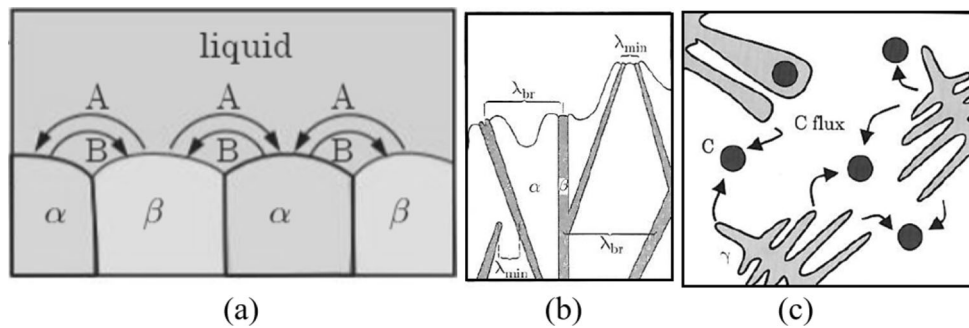 liquid
A A A
B B B
α β α β
(a)
λmin
λbr
α β
λbr
λmin
(b)
C flux
C
γ
(c)